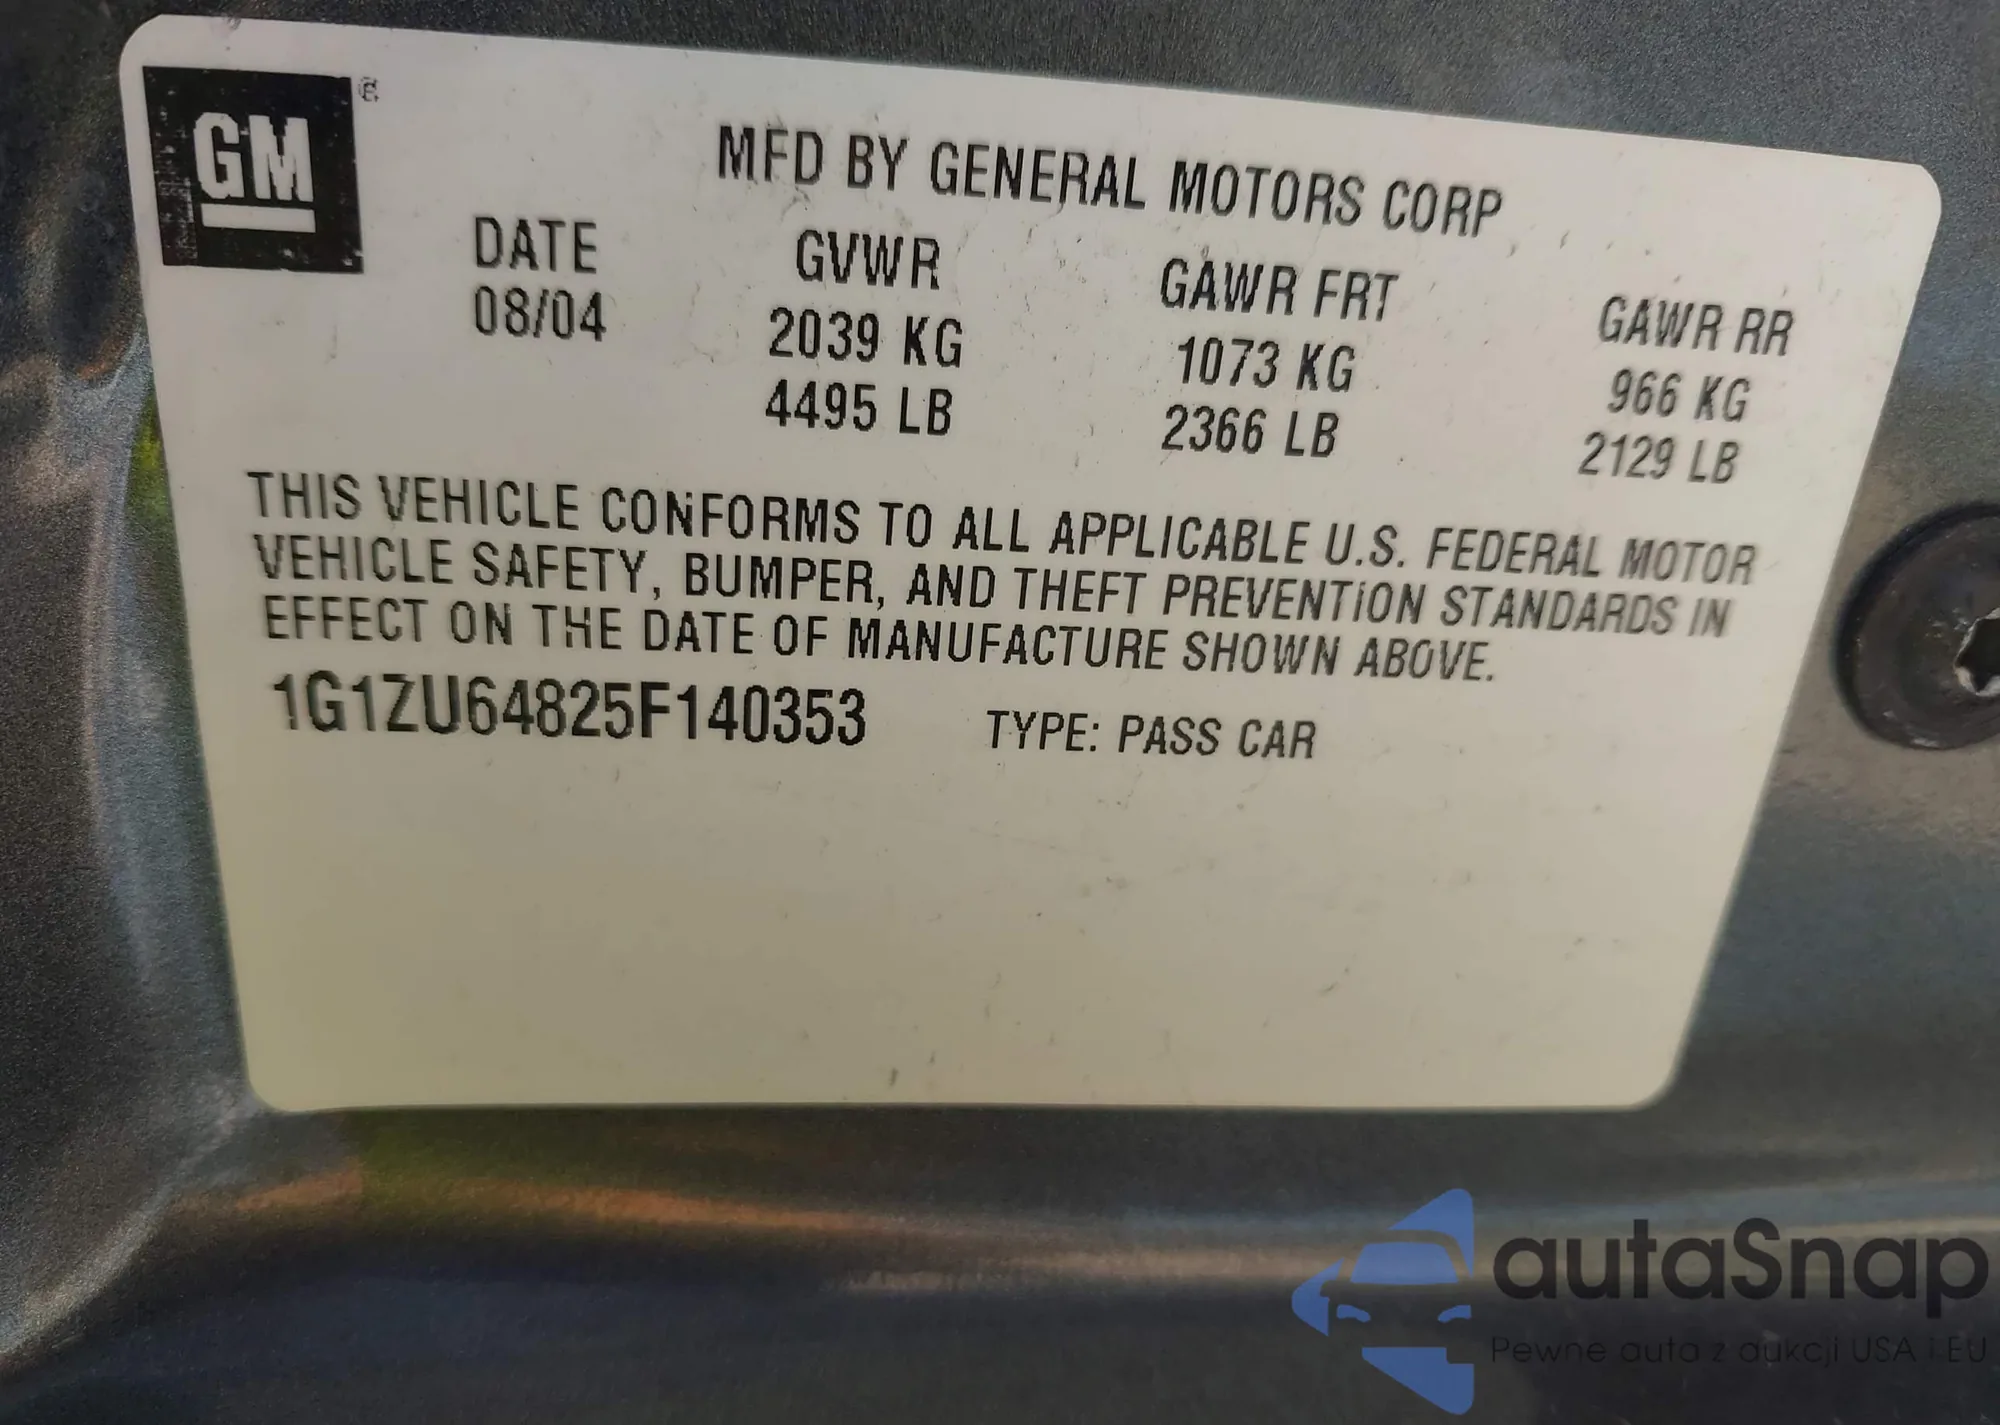 GM
MFD BY GENERAL MOTORS CORP
DATE GVWR GAWR FRT GAWR RR
08/04 2039 KG 1073 KG 966 KG
4495 LB 2366 LB 2129 LB
THIS VEHICLE CONFORMS TO ALL APPLICABLE U.S. FEDERAL MOTOR
VEHICLE SAFETY, BUMPER, AND THEFT PREVENTION STANDARDS IN
EFFECT ON THE DATE OF MANUFACTURE SHOWN ABOVE.
1G1ZU64825F140353 TYPE: PASS CAR
autaSnap
Pewne auta z aukcji USA i EU